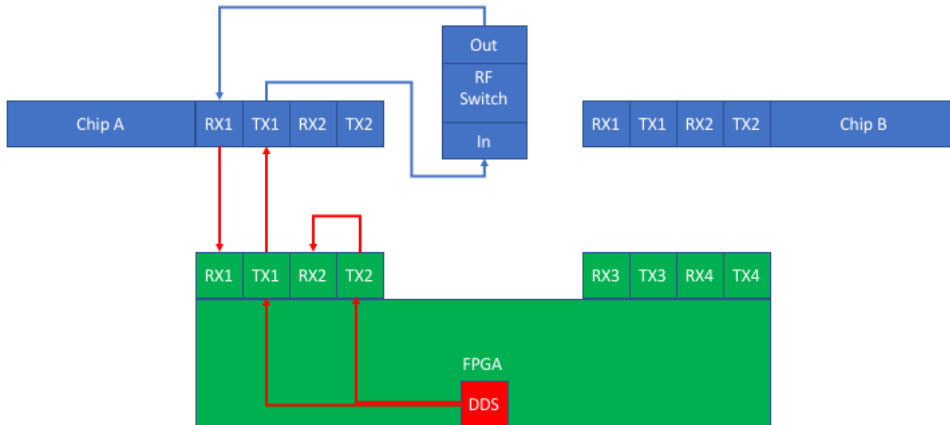 Out
RF
Switch
In
Chip A
RX1
TX1
RX2
TX2
RX1
TX1
RX2
TX2
Chip B
RX1
TX1
RX2
TX2
RX3
TX3
RX4
TX4
FPGA
DDS